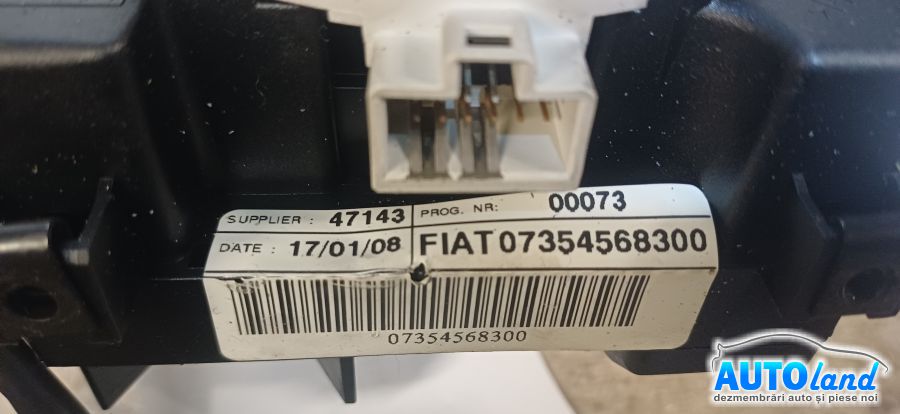 SUPPLIER : 47143
PROG. NR: 00073
DATE : 17/01/08
FIAT 07354568300
07354568300
AUTOland
dezmembrări auto și piese noi